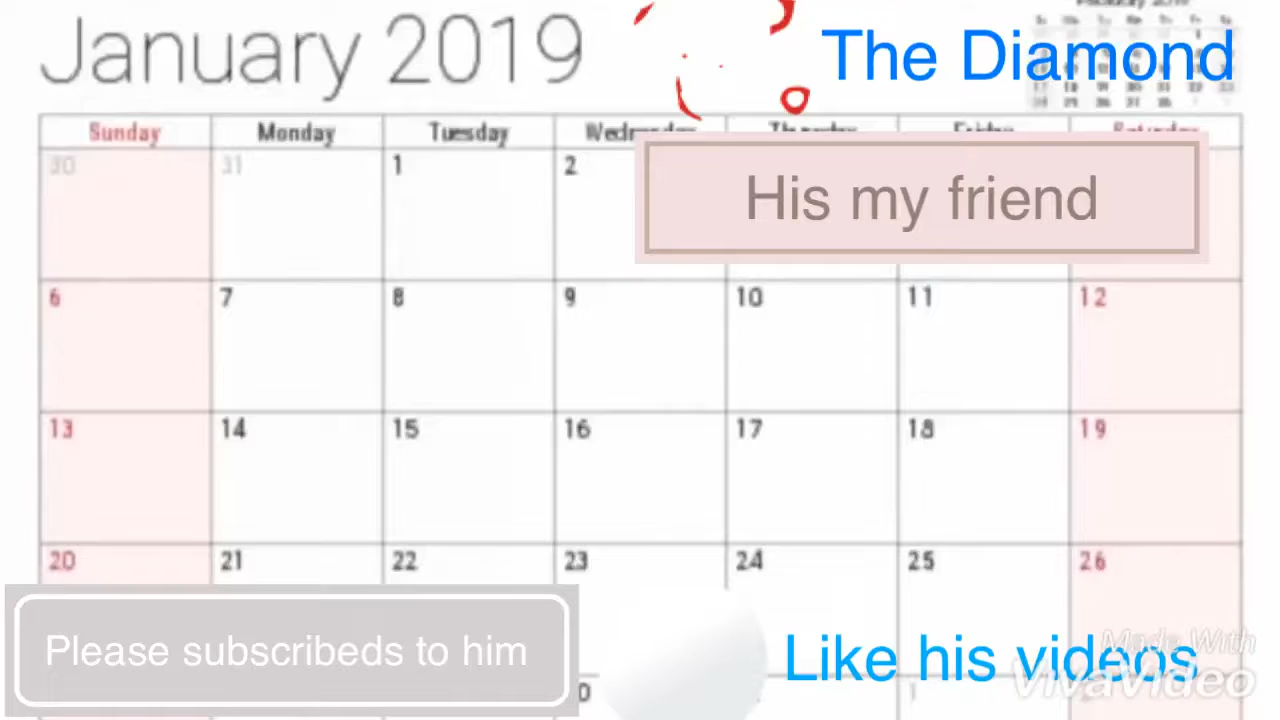 January 2019
The Diamond
Sunday Monday Tuesday
His my friend
30 31 1 2
6 7 8 9 10 11 12
13 14 15 16 17 18 19
20 21 22 23 24 25 26
Please subscribeds to him
Like his videos
Made With
VivaVideo